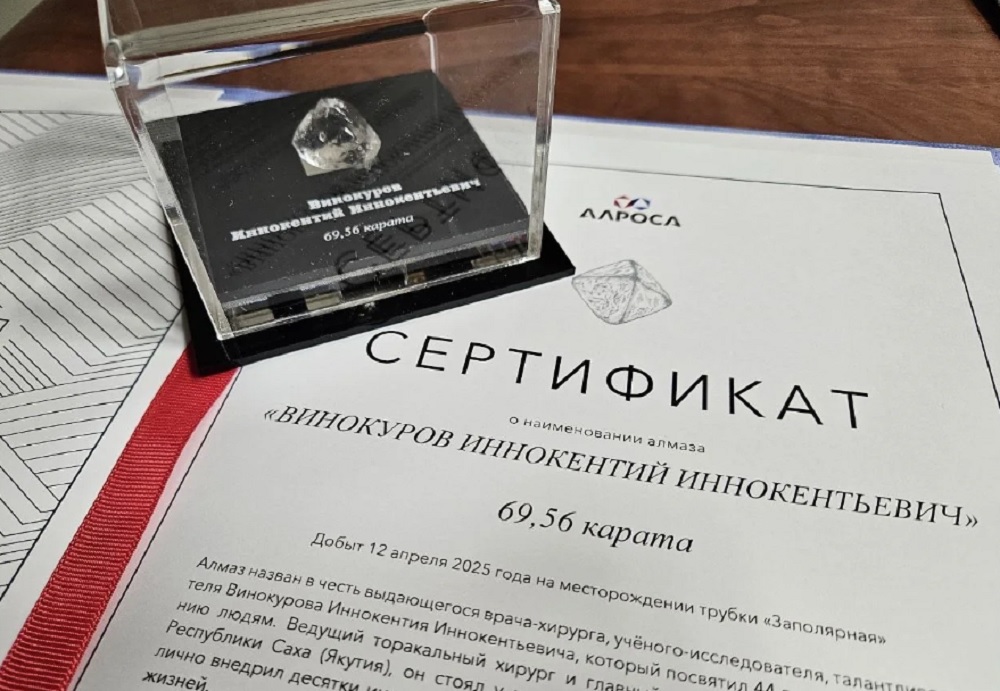 Винокуров
Иннокентий Иннокентьевич
69,56 карата
АЛРОСА
СЕРТИФИКАТ
о наименовании алмаза
«ВИНОКУРОВ ИННОКЕНТИЙ ИННОКЕНТЬЕВИЧ»
69,56 карата
Добыт 12 апреля 2025 года на месторождении трубки «Заполярная»
Алмаз назван в честь выдающегося врача-хирурга, учёного-исследователя,
теля Винокурова Иннокентия Иннокентьевича, который посвятил 44
нию людям. Ведущий торакальный хирург и
Республики Саха (Якутия), он стоял
лично внедрил десятки
жизней.